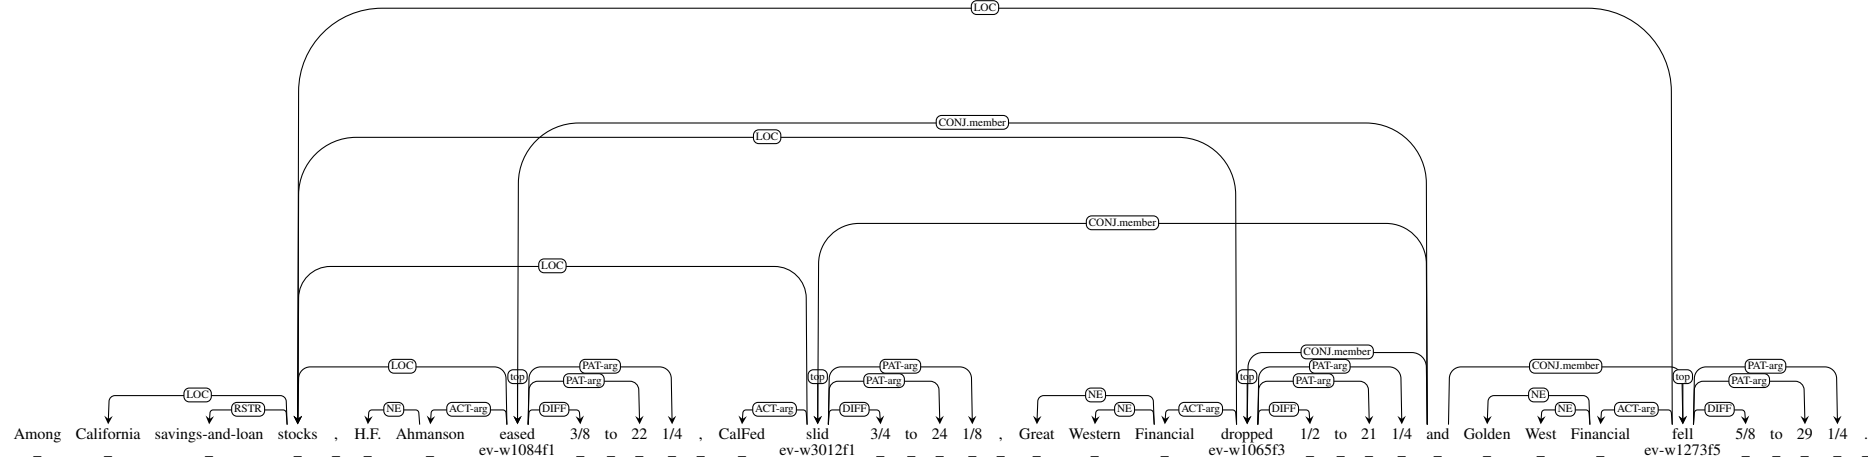 LOC
CONJ.member
LOC
CONJ.member
LOC
CONJ.member
LOC top PAT-arg top PAT-arg top PAT-arg CONJ.member top PAT-arg
PAT-arg PAT-arg PAT-arg PAT-arg
LOC NE NE
RSTR NE ACT-arg DIFF ACT-arg DIFF NE ACT-arg DIFF NE ACT-arg DIFF
Among California savings-and-loan stocks , H.F. Ahmanson eased 3/8 to 22 1/4 , CalFed slid 3/4 to 24 1/8 , Great Western Financial dropped 1/2 to 21 1/4 and Golden West Financial fell 5/8 to 29 1/4 .
_ _ _ _ _ _ _ ev-w1084f1 _ _ _ _ _ _ ev-w3012f1 _ _ _ _ _ _ _ _ ev-w1065f3 _ _ _ _ _ _ _ _ ev-w1273f5 _ _ _ _ _